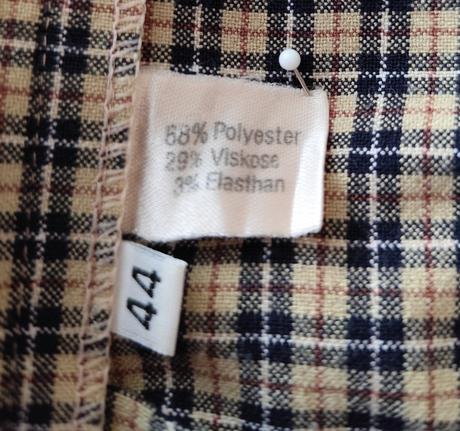 68% Polyester
29% Viskose
3% Elasthan
44